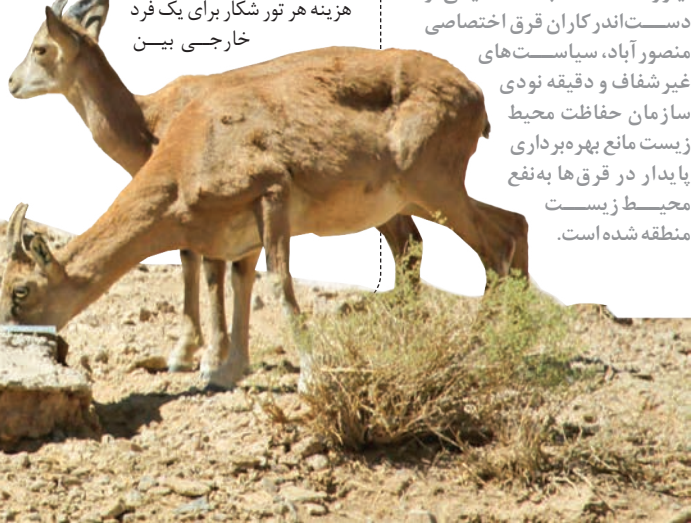 دست‌اندرکاران قرق اختصاصی
منصورآباد، سیاست‌های
غیرشفاف و دقیقه نودی
سازمان حفاظت محیط
زیست مانع بهره‌برداری
پایدار در قرق‌ها به‌نفع
محیط زیست
منطقه شده‌است.
هزینه هر تور شکار برای یک فرد
خارجی بین